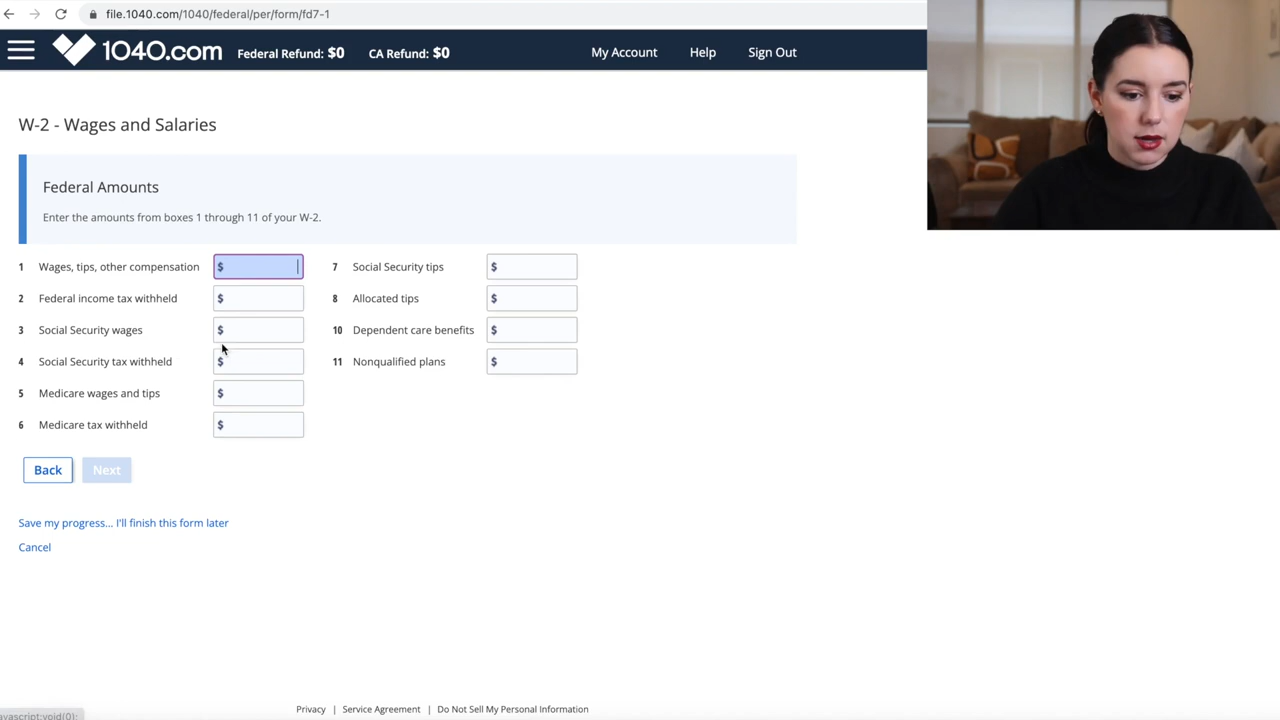 file.1040.com/1040/federal/per/form/fd7-1
1040.com Federal Refund: $0 CA Refund: $0 My Account Help Sign Out
W-2 - Wages and Salaries
Federal Amounts
Enter the amounts from boxes 1 through 11 of your W-2.
1 Wages, tips, other compensation $ 7 Social Security tips $
2 Federal income tax withheld $ 8 Allocated tips $
3 Social Security wages $ 10 Dependent care benefits $
4 Social Security tax withheld $ 11 Nonqualified plans $
5 Medicare wages and tips $
6 Medicare tax withheld $
Back Next
Save my progress... I'll finish this form later
Cancel
Privacy | Service Agreement | Do Not Sell My Personal Information
avascript:void(0);